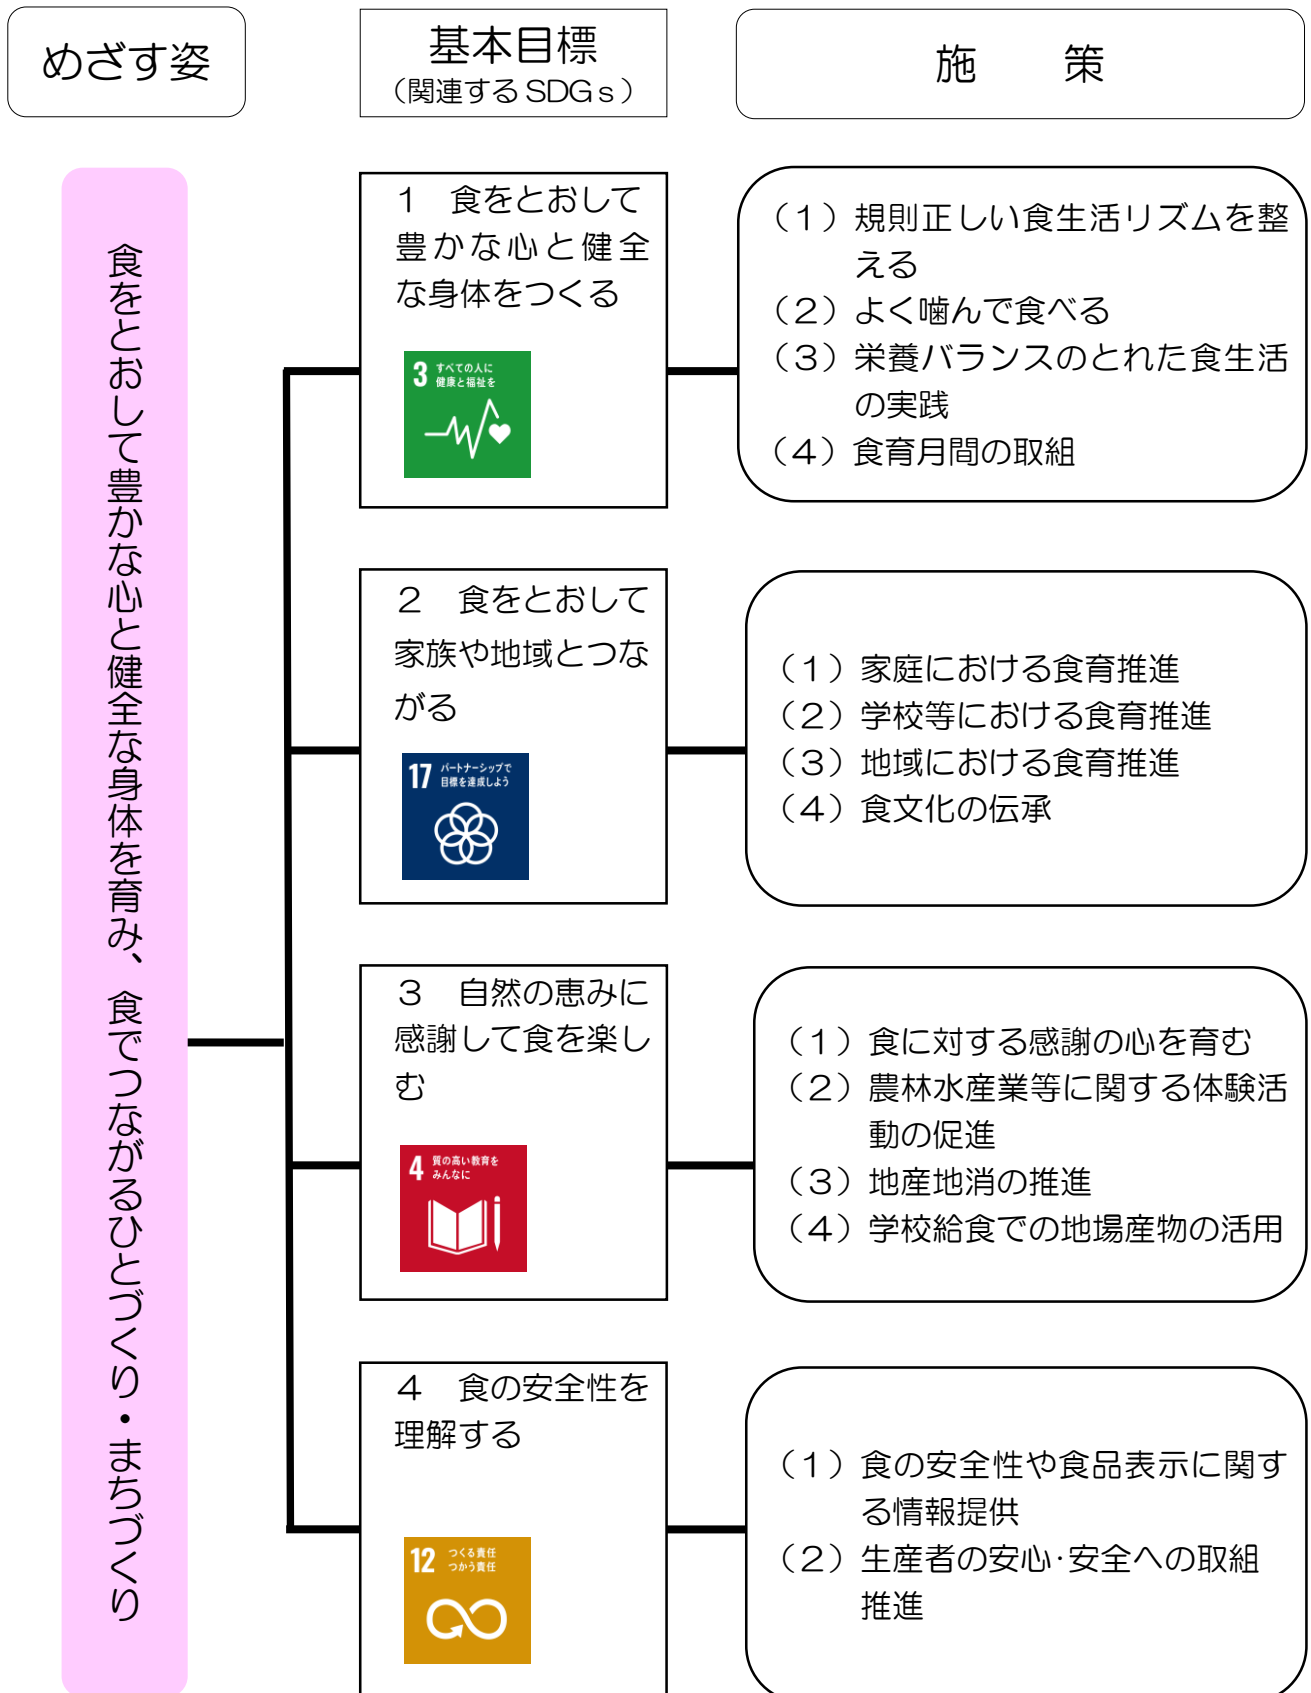 めざす姿
基本目標
（関連するSDGｓ）
施　　策
食をとおして豊かな心と健全な身体を育み、食でつながるひとづくり・まちづくり
１　食をとおして
豊かな心と健全
な身体をつくる
3 すべての人に
健康と福祉を
（１）規則正しい食生活リズムを整
える
（２）よく噛んで食べる
（３）栄養バランスのとれた食生活
の実践
（４）食育月間の取組
２　食をとおして
家族や地域とつな
がる
17 パートナーシップで
目標を達成しよう
（１）家庭における食育推進
（２）学校等における食育推進
（３）地域における食育推進
（４）食文化の伝承
３　自然の恵みに
感謝して食を楽し
む
4 質の高い教育を
みんなに
（１）食に対する感謝の心を育む
（２）農林水産業等に関する体験活
動の促進
（３）地産地消の推進
（４）学校給食での地場産物の活用
４　食の安全性を
理解する
12 つくる責任
つかう責任
（１）食の安全性や食品表示に関す
る情報提供
（２）生産者の安心･安全への取組
推進